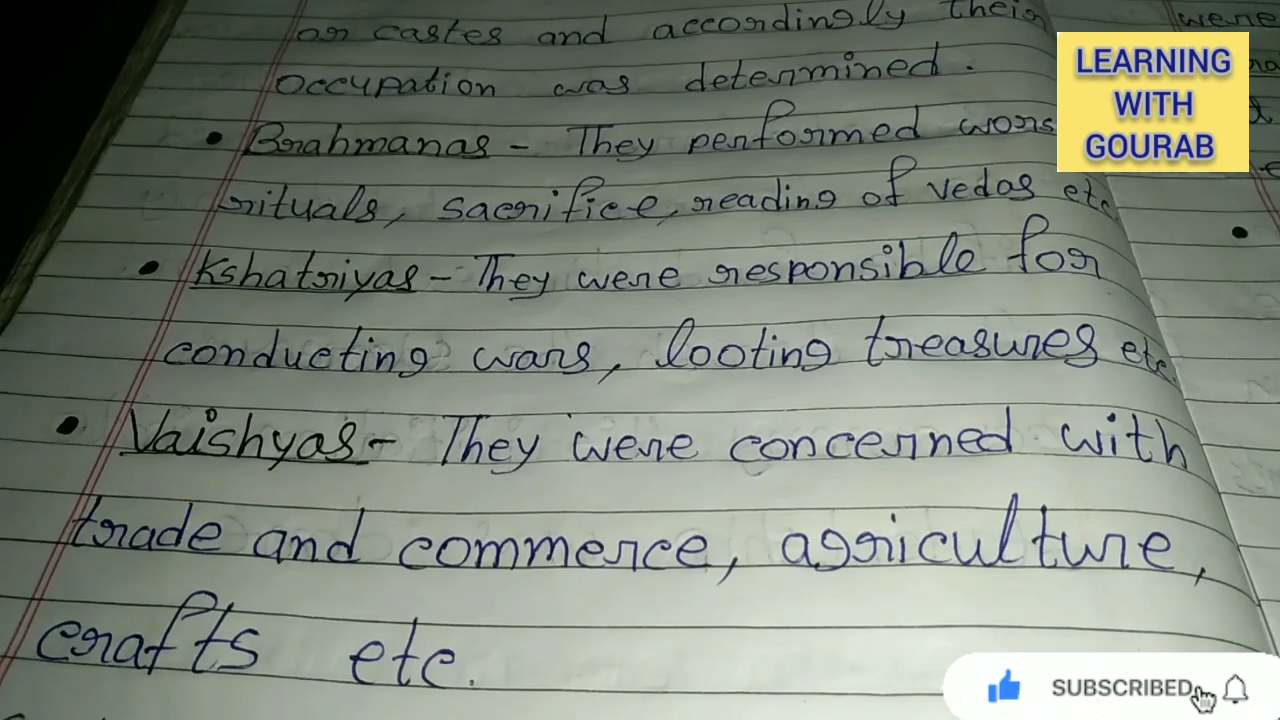 or castes and accordingly their
occupation was determined.
• Brahmanas - They performed
rituals, sacrifice, reading of vedas etc.
• Kshatriyas - They were responsible for
conducting wars, looting treasures etc.
• Vaishyas - They were concerned with
trade and commerce, agriculture,
crafts etc.
were
LEARNING
WITH
GOURAB
SUBSCRIBED